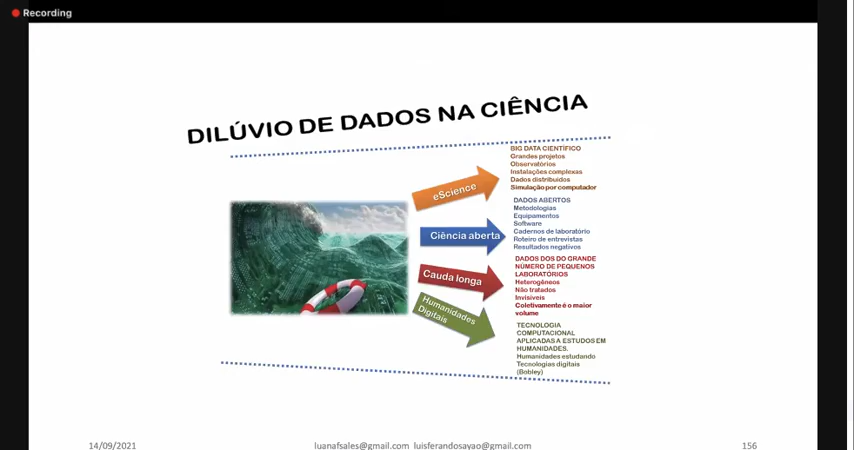 Recording
DILÚVIO DE DADOS NA CIÊNCIA
eScience
BIG DATA CIENTÍFICO
Grandes projetos
Observatórios
Instalações complexas
Dados distribuídos
Simulação por computador
Ciência aberta
DADOS ABERTOS
Metodologias
Equipamentos
Software
Cadernos de laboratório
Roteiro de entrevistas
Resultados negativos
Cauda longa
DADOS DOS DO GRANDE
NÚMERO DE PEQUENOS
LABORATÓRIOS
Heterogêneos
Não tratados
Invisíveis
Coletivamente é o maior
volume
Humanidades
Digitais
TECNOLOGIA
COMPUTACIONAL
APLICADAS A ESTUDOS EM
HUMANIDADES.
Humanidades estudando
Tecnologias digitais
(Bobley)
14/09/2021
luanafsales@gmail.com luisferandosayao@gmail.com
156